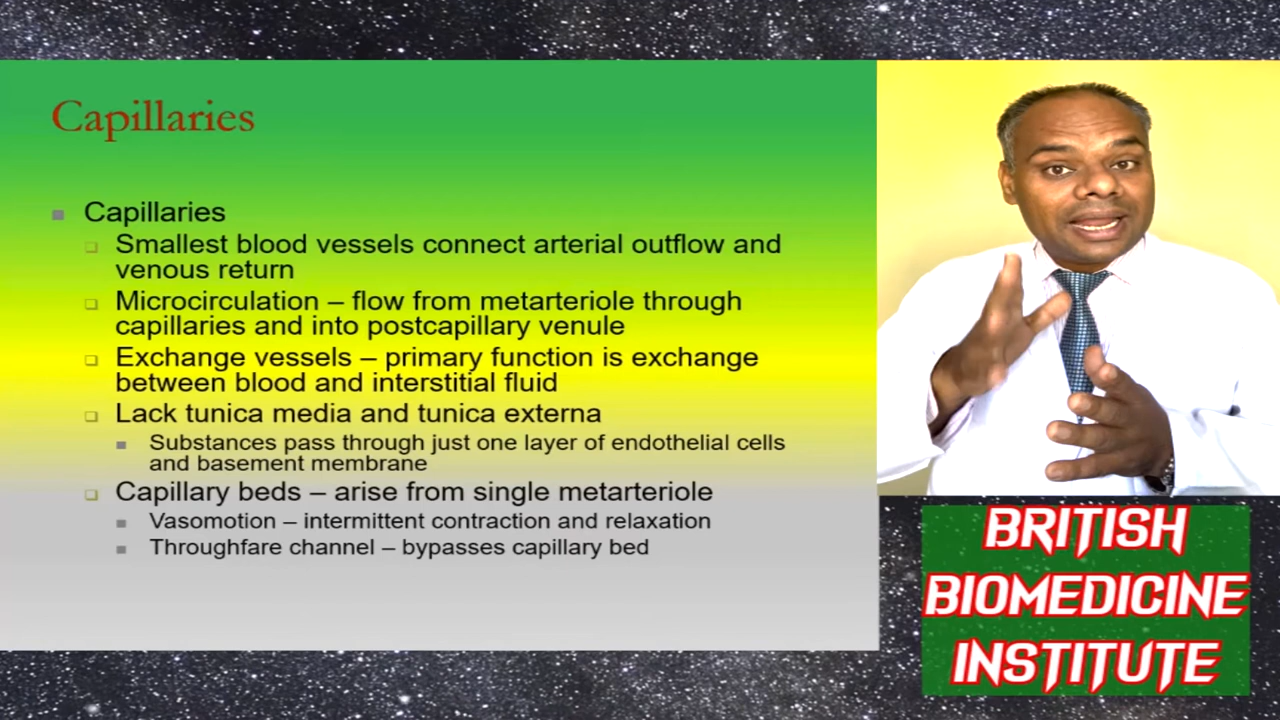 Capillaries
Capillaries
Smallest blood vessels connect arterial outflow and
venous return
Microcirculation – flow from metarteriole through
capillaries and into postcapillary venule
Exchange vessels – primary function is exchange
between blood and interstitial fluid
Lack tunica media and tunica externa
Substances pass through just one layer of endothelial cells
and basement membrane
Capillary beds – arise from single metarteriole
Vasomotion – intermittent contraction and relaxation
Throughfare channel – bypasses capillary bed
BRITISH
BIOMEDICINE
INSTITUTE